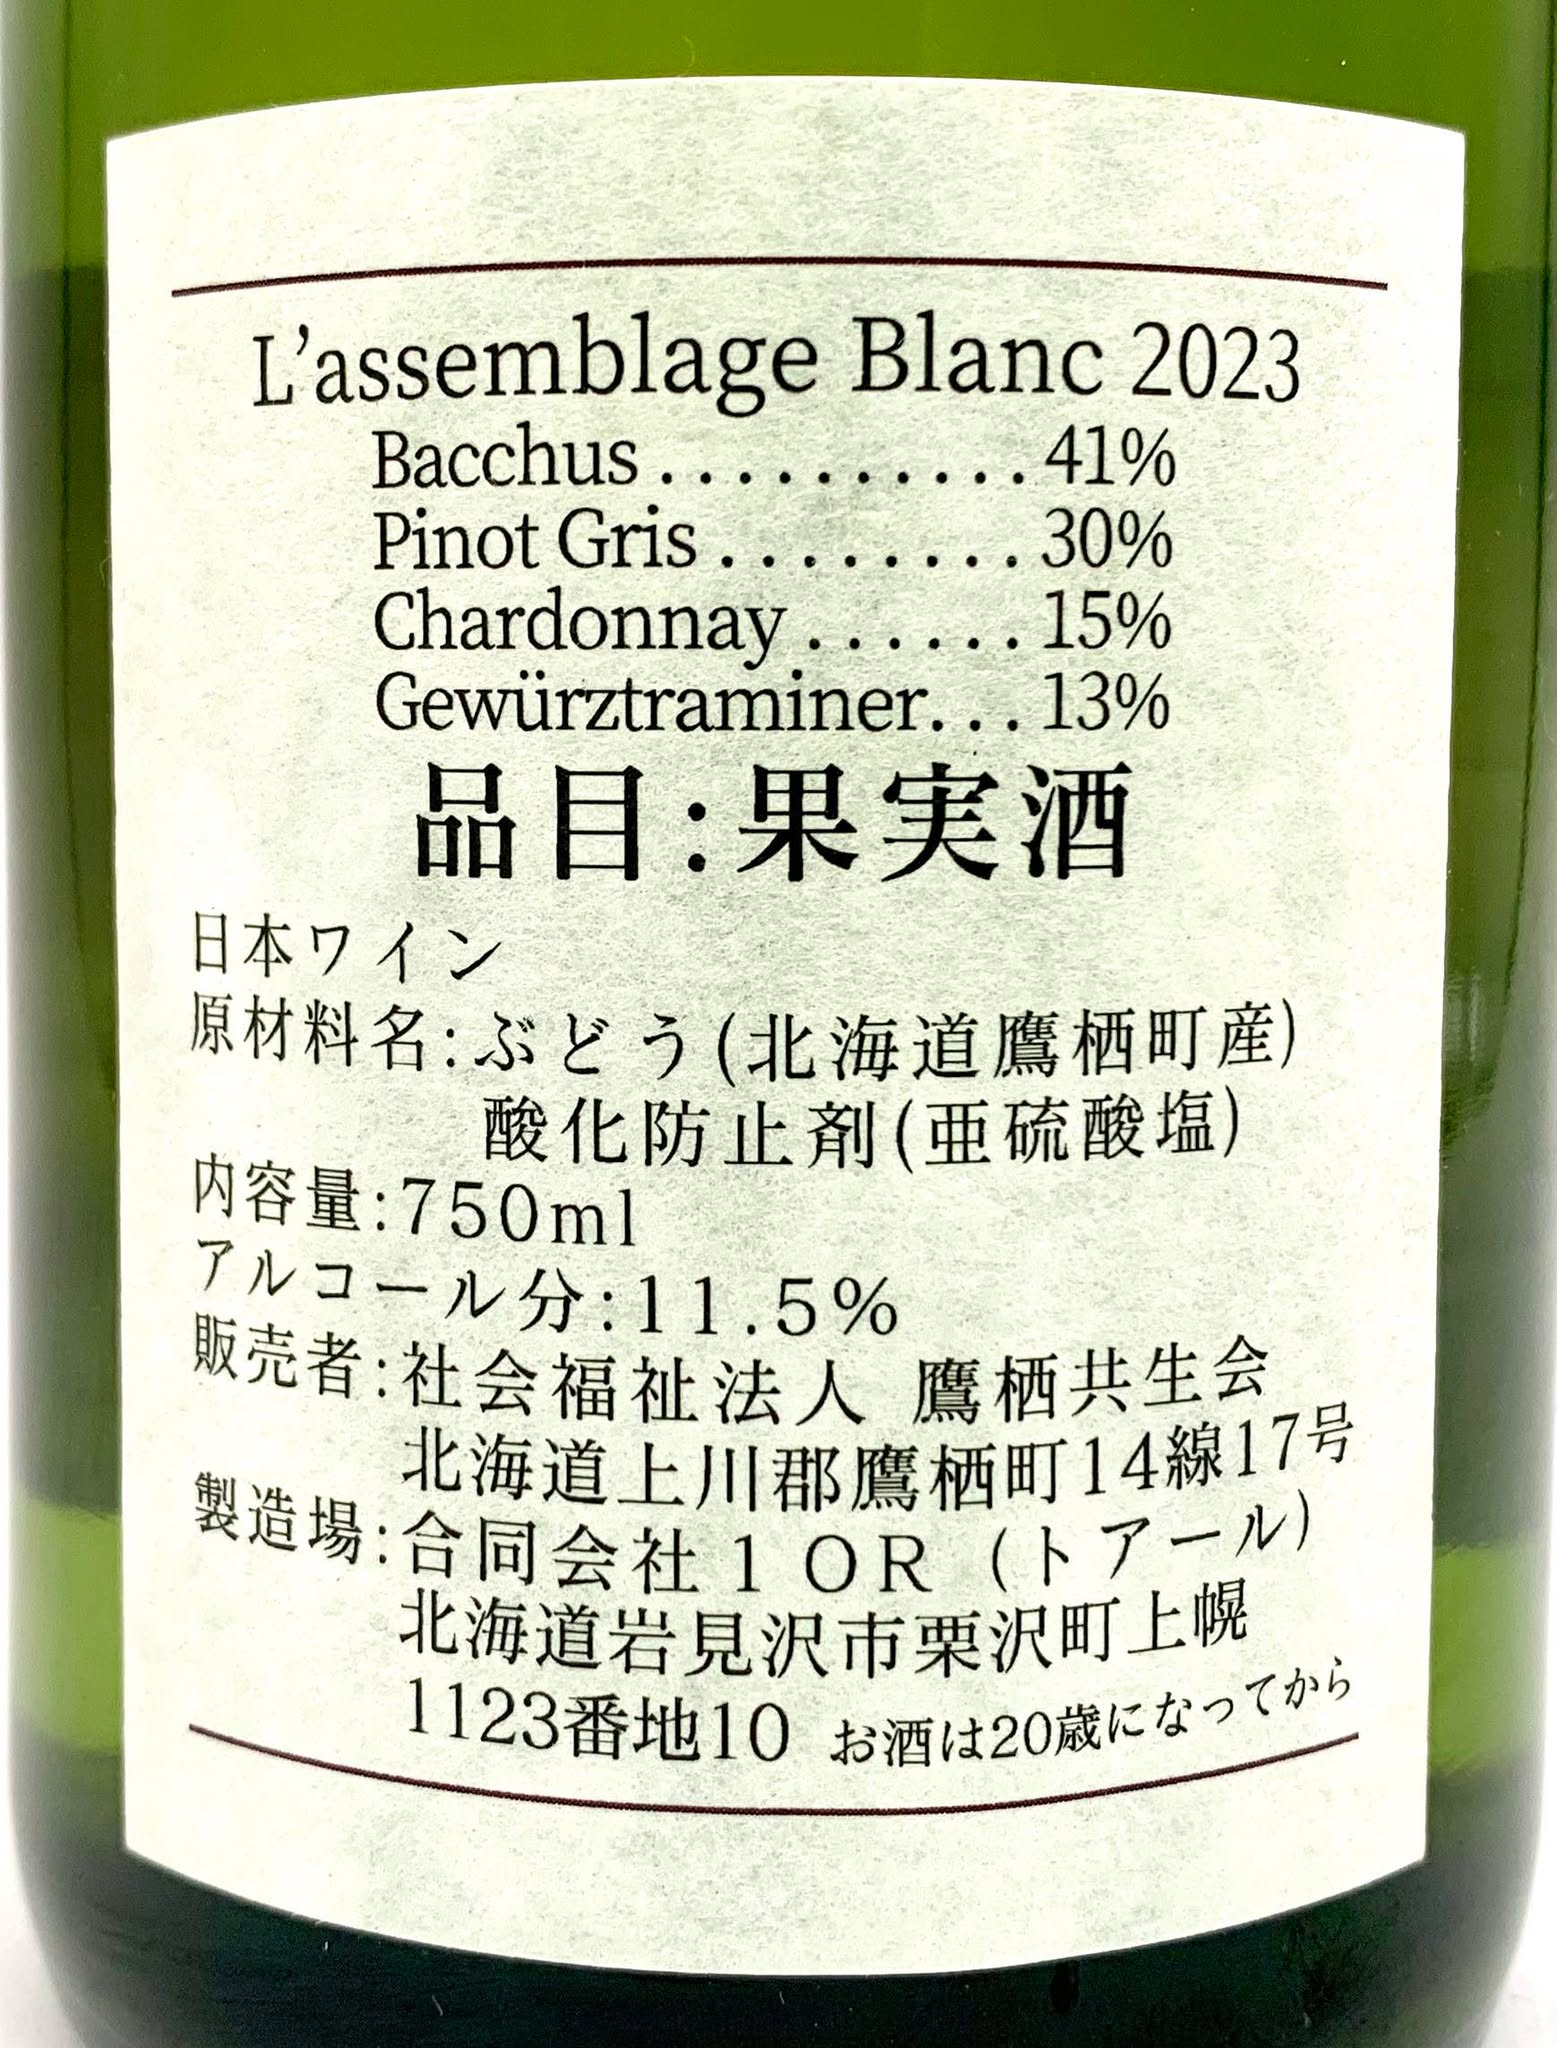 L'assemblage Blanc 2023
Bacchus..........41%
Pinot Gris........30%
Chardonnay......15%
Gewürztraminer...13%
品目:果実酒
日本ワイン
原材料名:ぶどう(北海道鷹栖町産)
酸化防止剤(亜硫酸塩)
内容量:750ml
アルコール分:11.5%
販売者:社会福祉法人 鷹栖共生会
北海道上川郡鷹栖町14線17号
製造場:合同会社10R (トアール)
北海道岩見沢市栗沢町上幌
1123番地10 お酒は20歳になってから